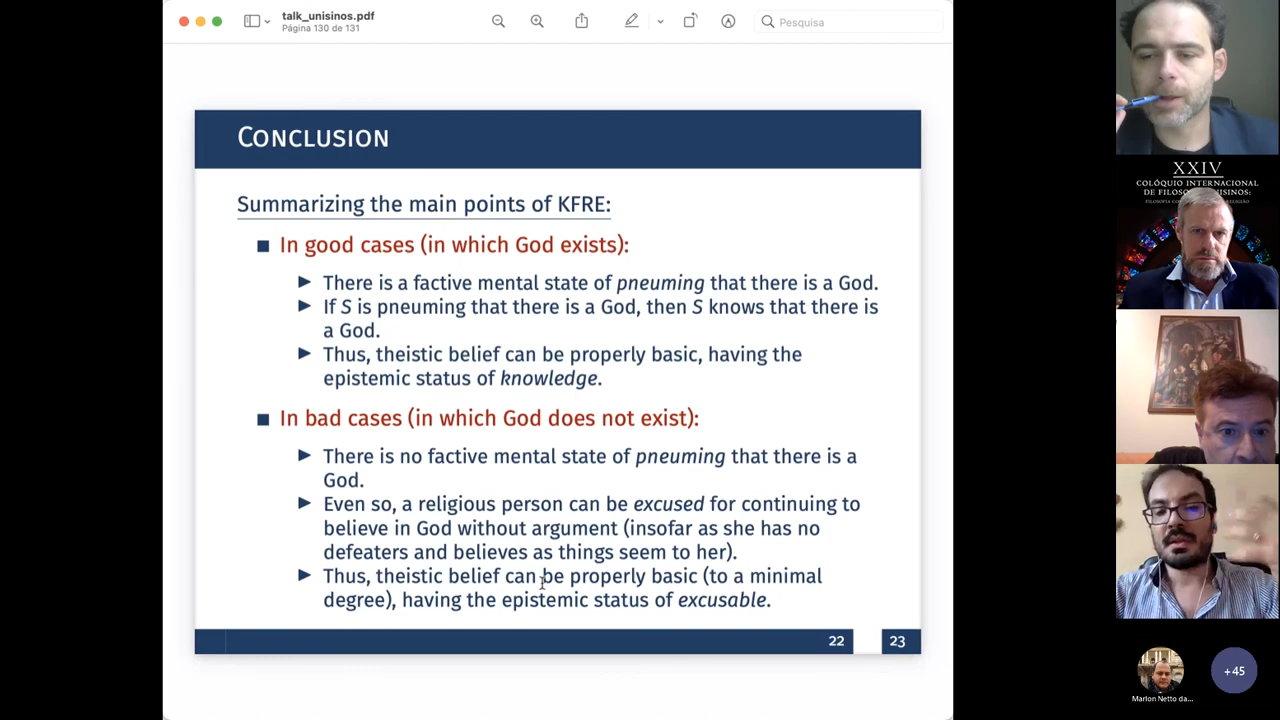 talk_unisinos.pdf
Página 130 de 131
Pesquisa
CONCLUSION
Summarizing the main points of KFRE:
In good cases (in which God exists):
There is a factive mental state of pneuming that there is a God.
If S is pneuming that there is a God, then S knows that there is
a God.
Thus, theistic belief can be properly basic, having the
epistemic status of knowledge.
In bad cases (in which God does not exist):
There is no factive mental state of pneuming that there is a
God.
Even so, a religious person can be excused for continuing to
believe in God without argument (insofar as she has no
defeaters and believes as things seem to her).
Thus, theistic belief can be properly basic (to a minimal
degree), having the epistemic status of excusable.
22 23
XXIV
COLÓQUIO INTERNACIONAL
DE FILOSO UNISINOS:
Marlon Netto da...
+45